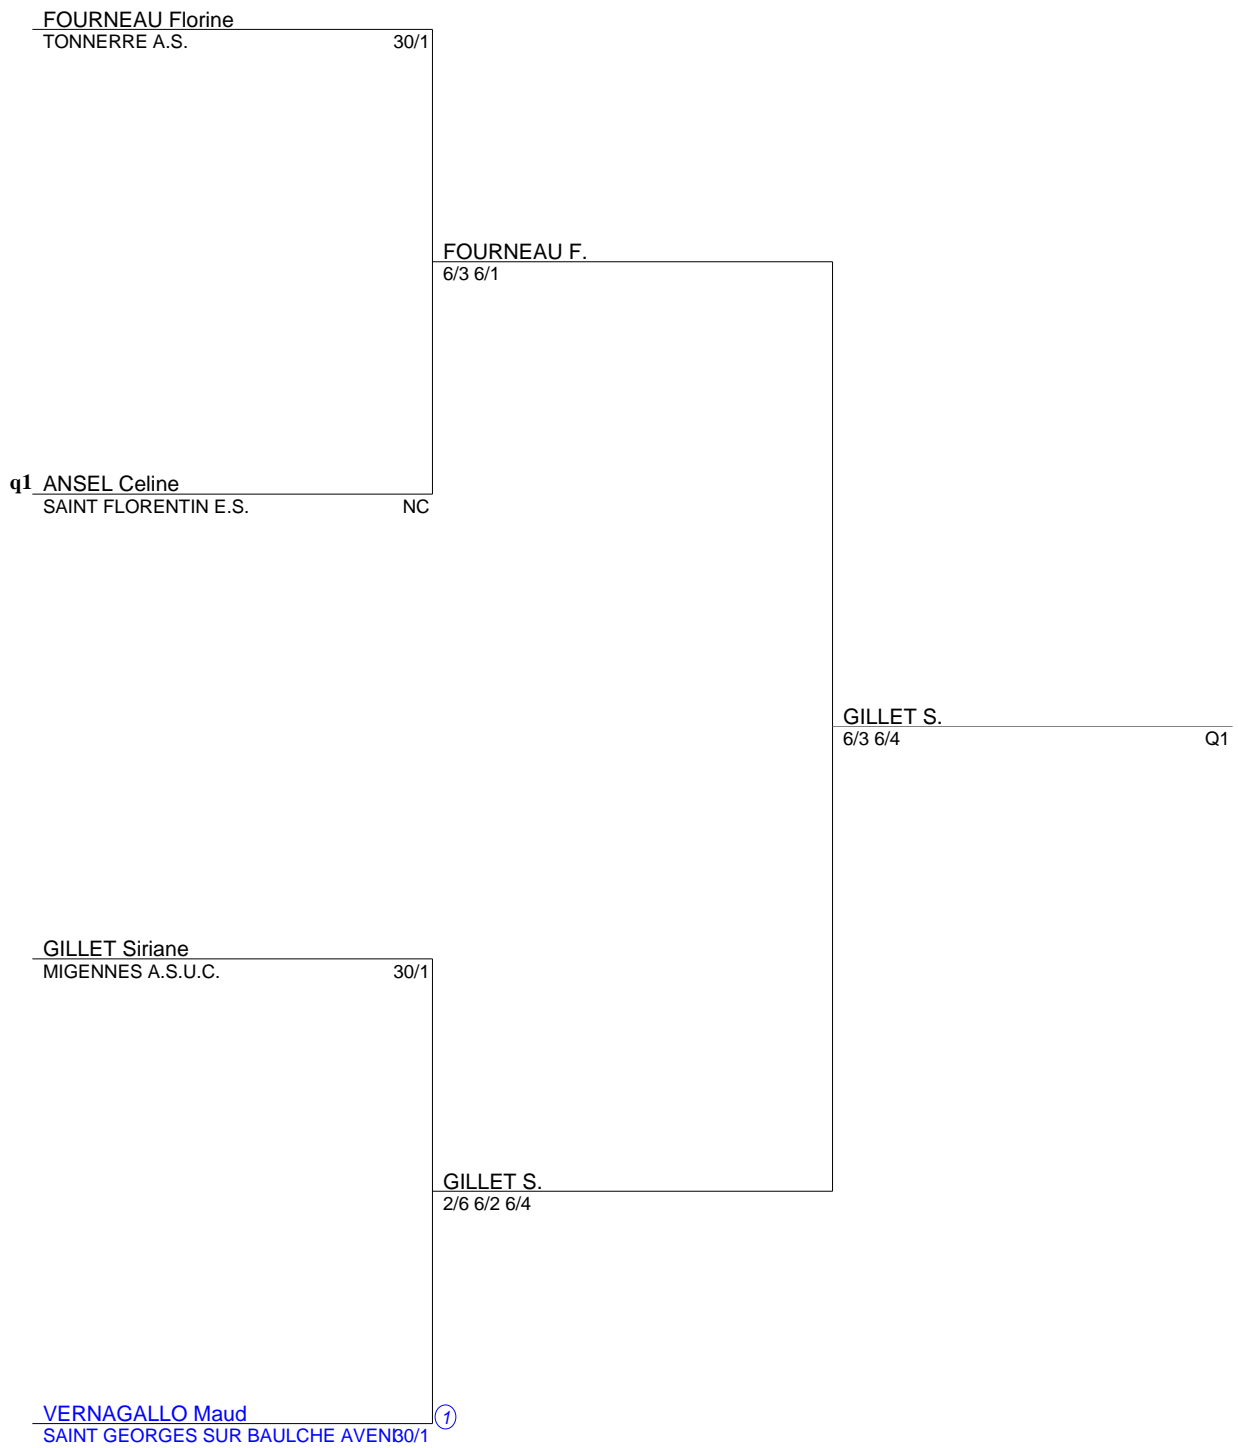 FOURNEAU Florine
TONNERRE A.S. 30/1
FOURNEAU F.
6/3 6/1
q1 ANSEL Celine
SAINT FLORENTIN E.S. NC
GILLET S.
6/3 6/4 Q1
GILLET Siriane
MIGENNES A.S.U.C. 30/1
GILLET S.
2/6 6/2 6/4
VERNAGALLO Maud 1
SAINT GEORGES SUR BAULCHE AVENI 30/1